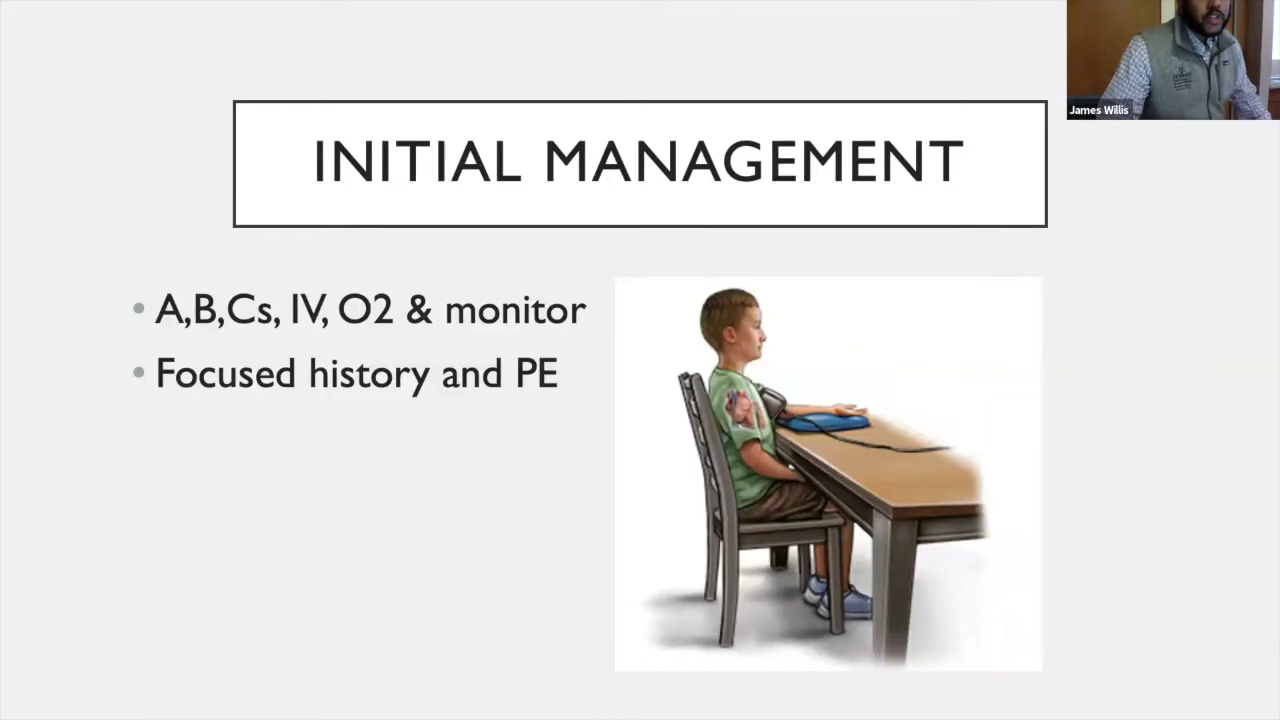 James Willis
INITIAL MANAGEMENT
• A,B,Cs, IV, O2 & monitor
• Focused history and PE